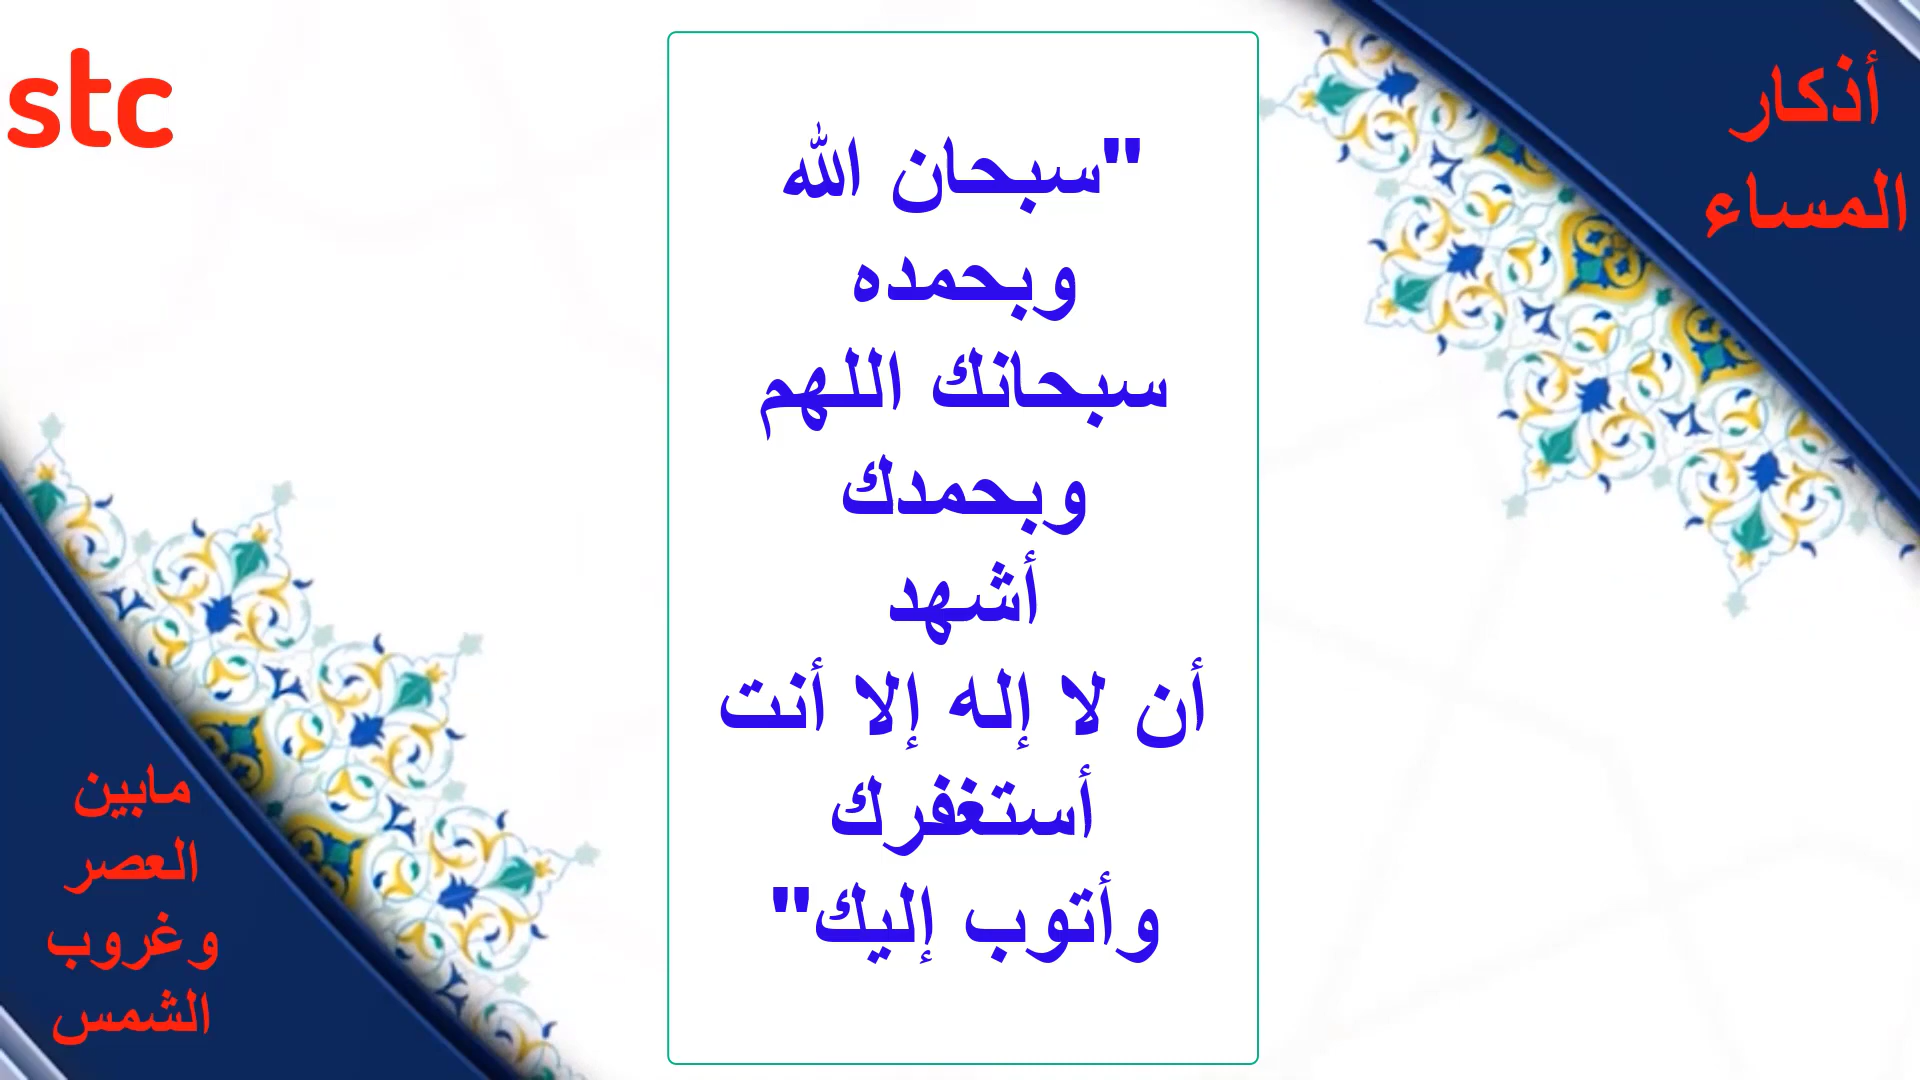 stc
أذكار
المساء
"سبحان الله
وبحمده
سبحانك اللهم
وبحمدك
أشهد
أن لا إله إلا أنت
أستغفرك
وأتوب إليك"
مابين
العصر
وغروب
الشمس